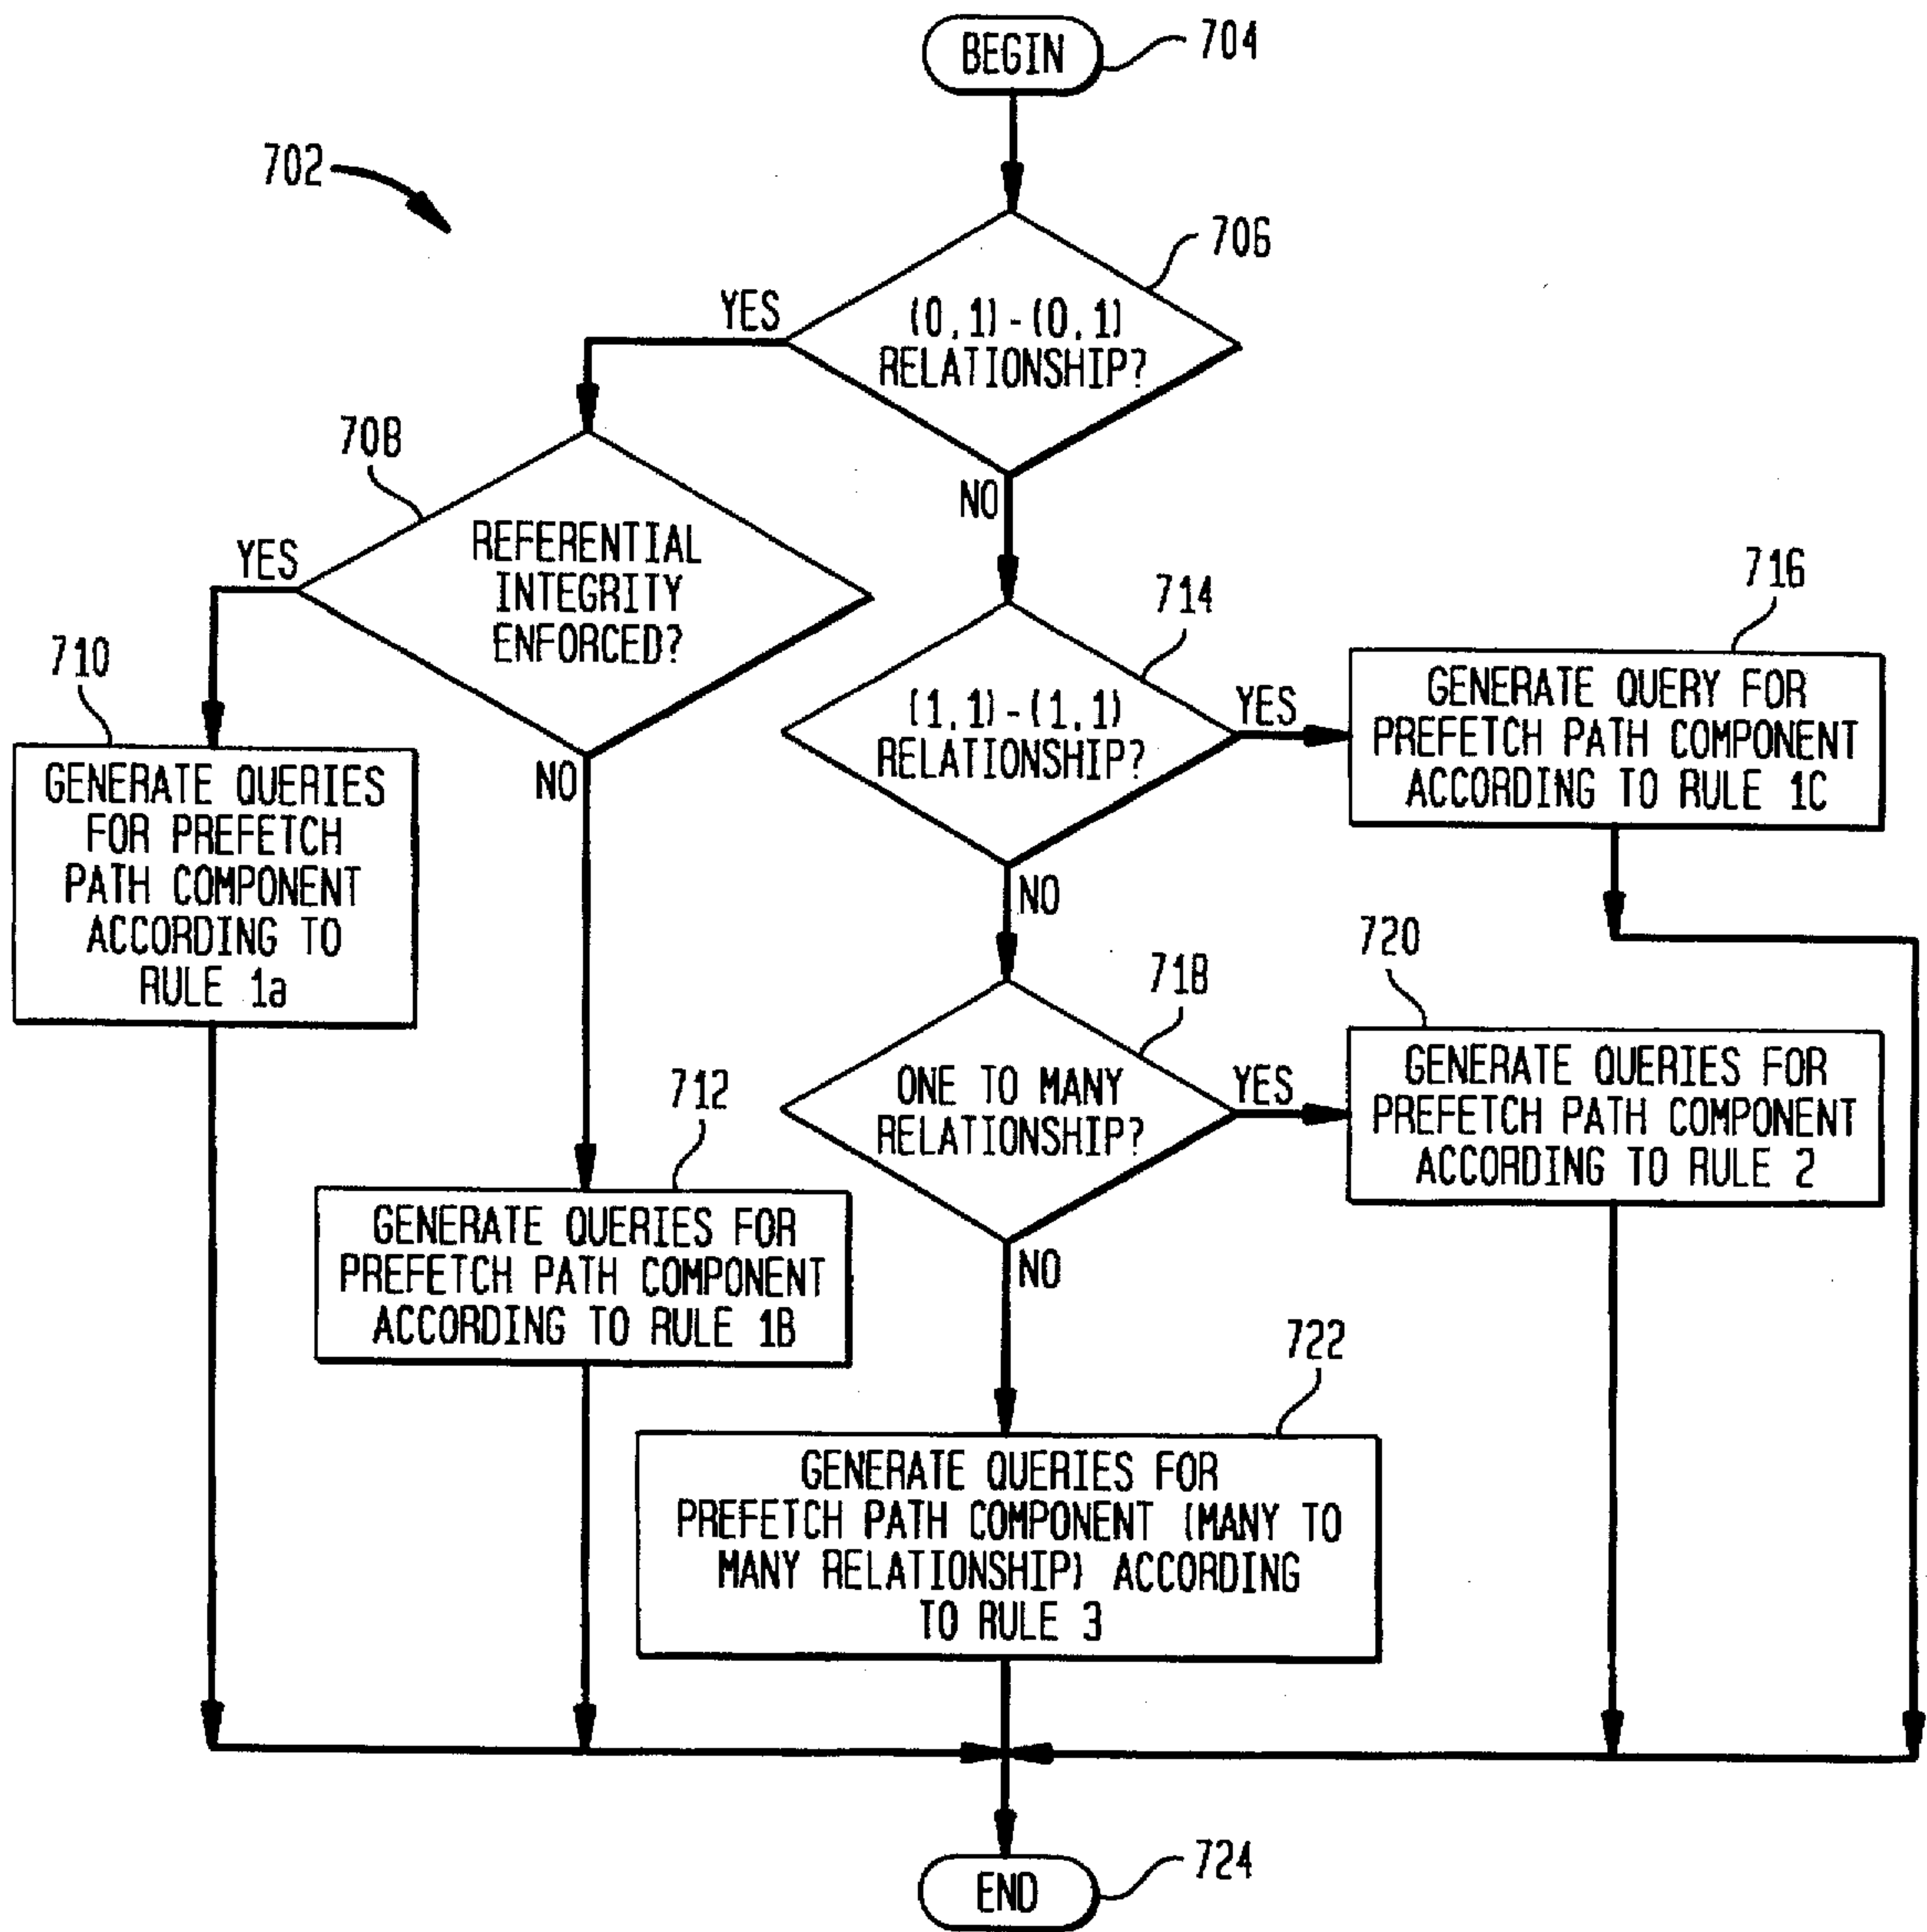 BEGIN
704
702
706
YES
(0,1)-(0,1)
RELATIONSHIP?
708
NO
YES
REFERENTIAL
INTEGRITY
ENFORCED?
716
714
710
GENERATE QUERY FOR
PREFETCH PATH COMPONENT
ACCORDING TO RULE 1C
(1,1)-(1,1)
RELATIONSHIP?
YES
NO
GENERATE QUERIES
FOR PREFETCH
PATH COMPONENT
ACCORDING TO
RULE 1a
NO
720
718
712
ONE TO MANY
RELATIONSHIP?
YES
GENERATE QUERIES FOR
PREFETCH PATH COMPONENT
ACCORDING TO RULE 2
GENERATE QUERIES FOR
PREFETCH PATH COMPONENT
ACCORDING TO RULE 1B
NO
722
GENERATE QUERIES FOR
PREFETCH PATH COMPONENT (MANY TO
MANY RELATIONSHIP) ACCORDING
TO RULE 3
724
END